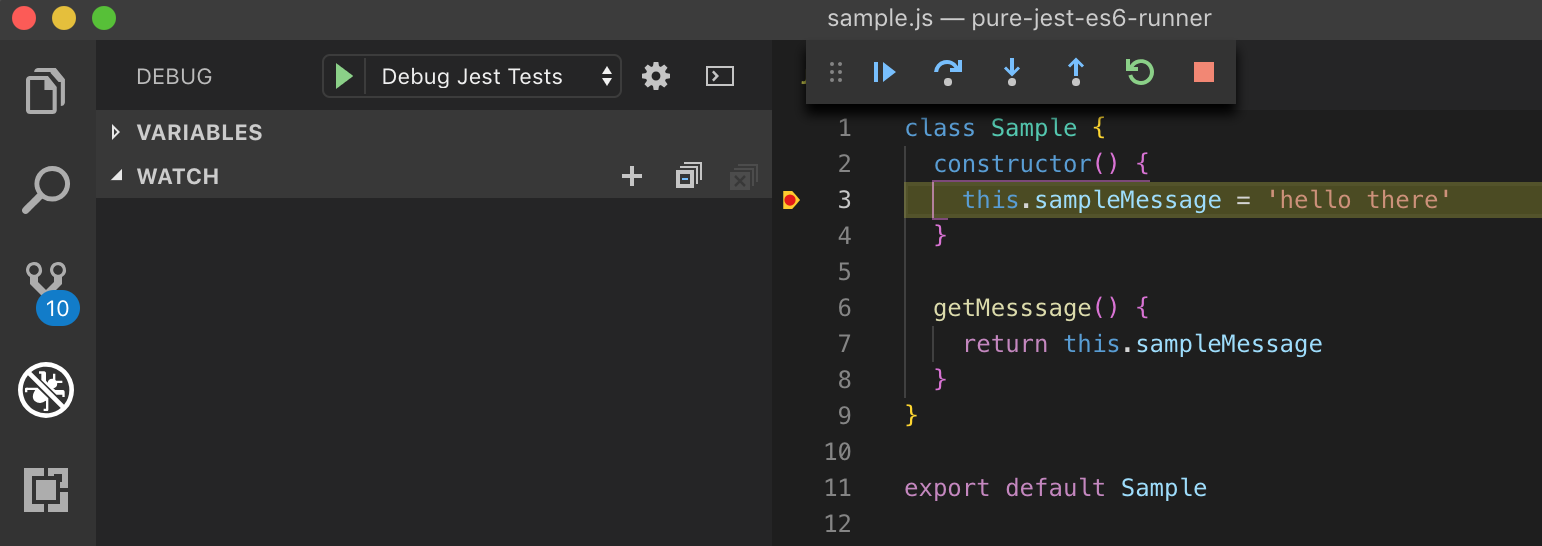 sample.js — pure-jest-es6-runner
DEBUG
Debug Jest Tests
VARIABLES
WATCH
10
1 class Sample {
2 constructor() {
3 this.sampleMessage = 'hello there'
4 }
5
6 getMesssage() {
7 return this.sampleMessage
8 }
9 }
10
11 export default Sample
12